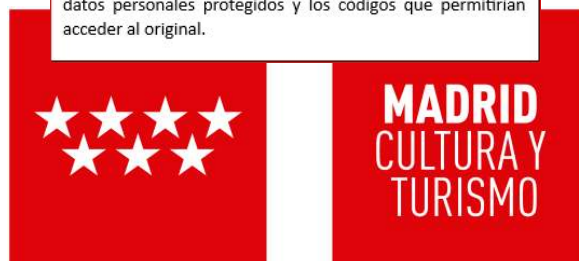 datos personales protegidos y los códigos que permitirían
acceder al original.
MADRID
CULTURA Y
TURISMO